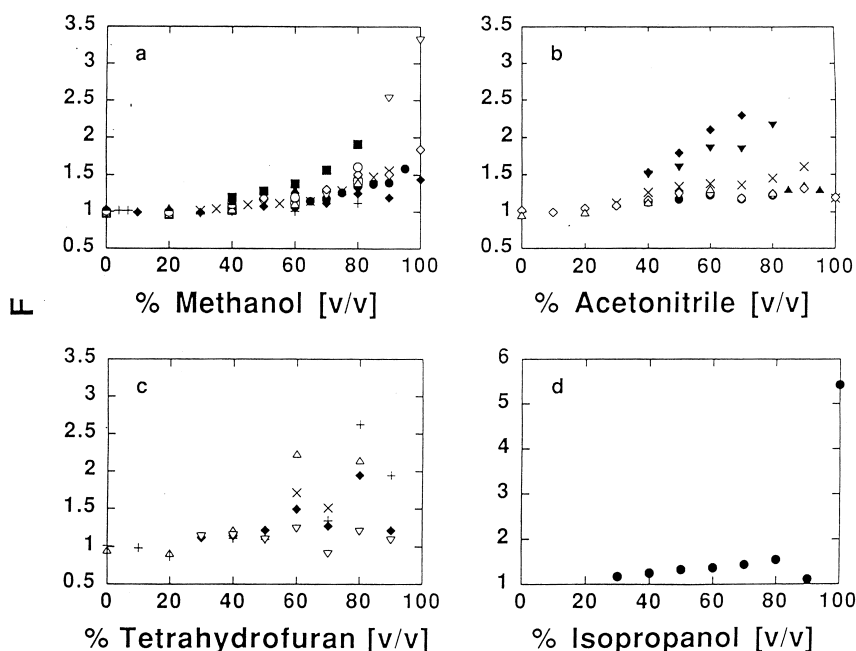 3.5
a
3
2.5
2
1.5
1
0.5
0 20 40 60 80 100
% Methanol [v/v]
3.5
b
3
2.5
2
1.5
1
0.5
0 20 40 60 80 100
% Acetonitrile [v/v]
F
3.5
c
3
2.5
2
1.5
1
0.5
0 20 40 60 80 100
% Tetrahydrofuran [v/v]
6
d
5
4
3
2
1
0 20 40 60 80 100
% Isopropanol [v/v]